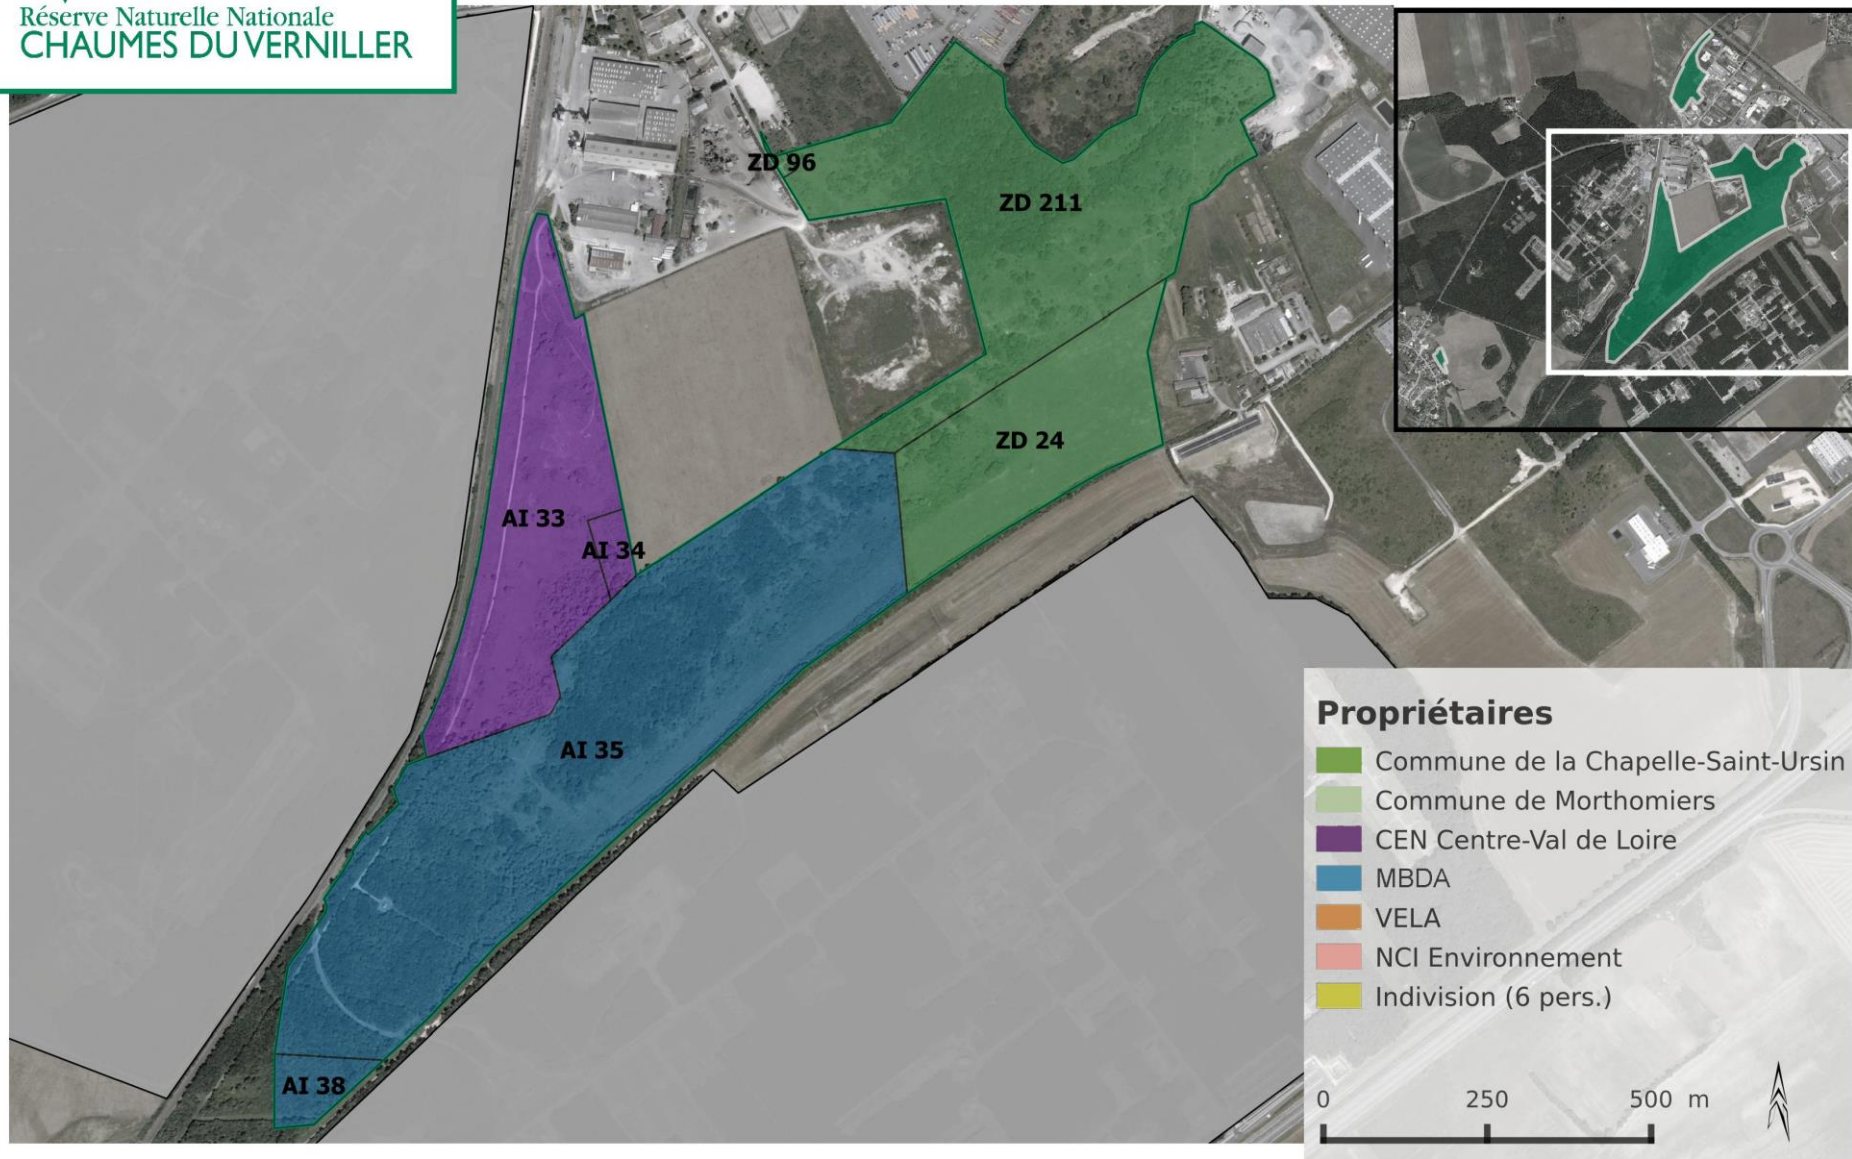 Réserve Naturelle Nationale
CHAUMES DU VERNILLER
ZD 96
ZD 211
ZD 24
AI 33
AI 34
AI 35
AI 38
Propriétaires
Commune de la Chapelle-Saint-Ursin
Commune de Morthomiers
CEN Centre-Val de Loire
MBDA
VELA
NCI Environnement
Indivision (6 pers.)
0 250 500 m